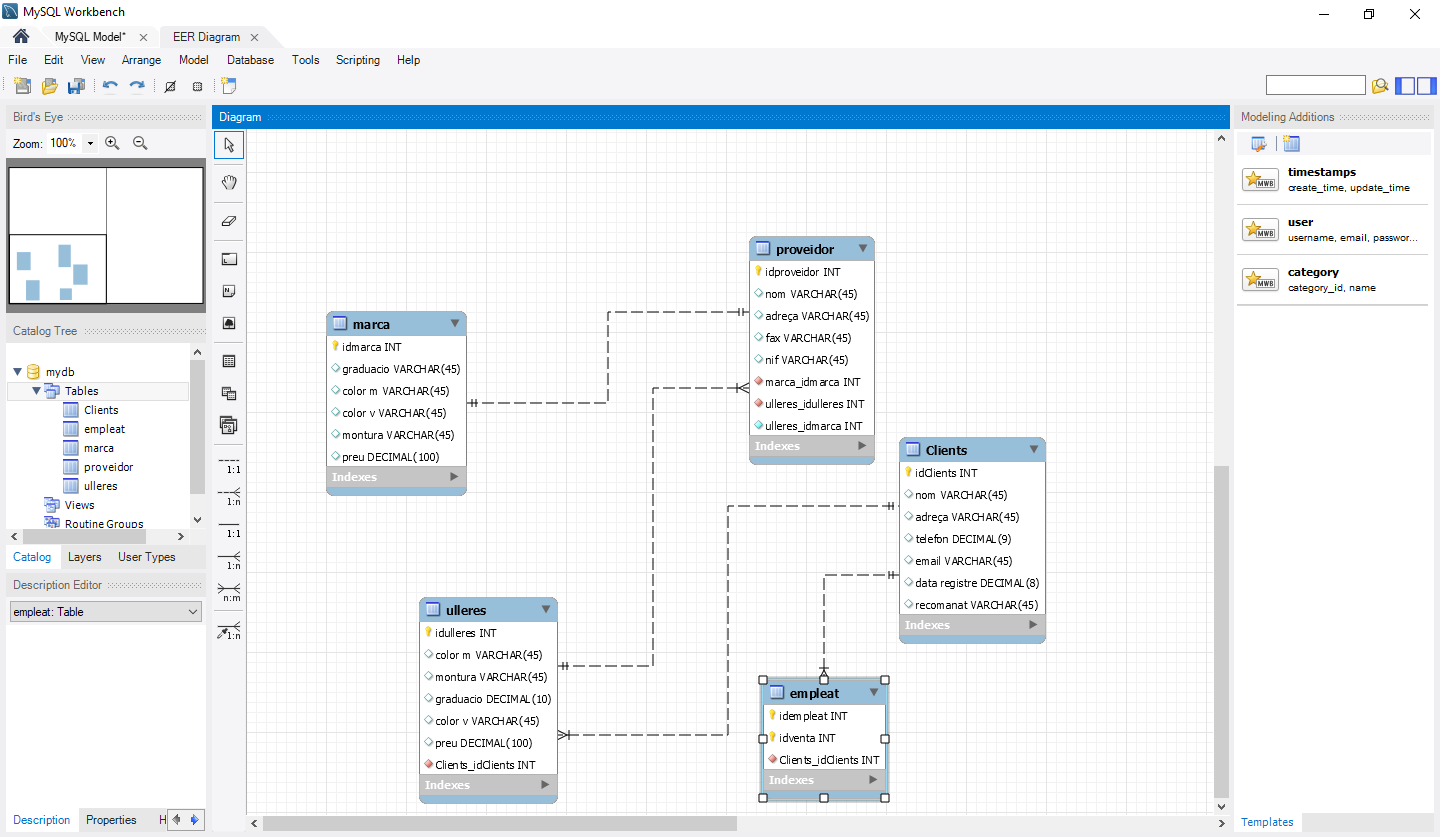 MySQL Workbench
MySQL Model*
EER Diagram
File Edit View Arrange Model Database Tools Scripting Help
Bird's Eye
Zoom: 100%
Catalog Tree
mydb
Tables
Clients
empleat
marca
proveidor
ulleres
Views
Routine Groups
Catalog Layers User Types
Description Editor
empleat: Table
Description Properties H
Diagram
1:1
1:n
1:1
1:n
n:m
1:n
marca
idmarca INT
graduacio VARCHAR(45)
color m VARCHAR(45)
color v VARCHAR(45)
montura VARCHAR(45)
preu DECIMAL(100)
Indexes
proveidor
idproveidor INT
nom VARCHAR(45)
adreça VARCHAR(45)
fax VARCHAR(45)
nif VARCHAR(45)
marca_idmarca INT
ulleres_idulleres INT
ulleres_idmarca INT
Indexes
Clients
idClients INT
nom VARCHAR(45)
adreça VARCHAR(45)
telefon DECIMAL(9)
email VARCHAR(45)
data registre DECIMAL(8)
recomanat VARCHAR(45)
Indexes
ulleres
idulleres INT
color m VARCHAR(45)
montura VARCHAR(45)
graduacio DECIMAL(10)
color v VARCHAR(45)
preu DECIMAL(100)
Clients_idClients INT
Indexes
empleat
idempleat INT
idventa INT
Clients_idClients INT
Indexes
Modeling Additions
MWB
timestamps
create_time, update_time
MWB
user
username, email, passwor...
MWB
category
category_id, name
Templates